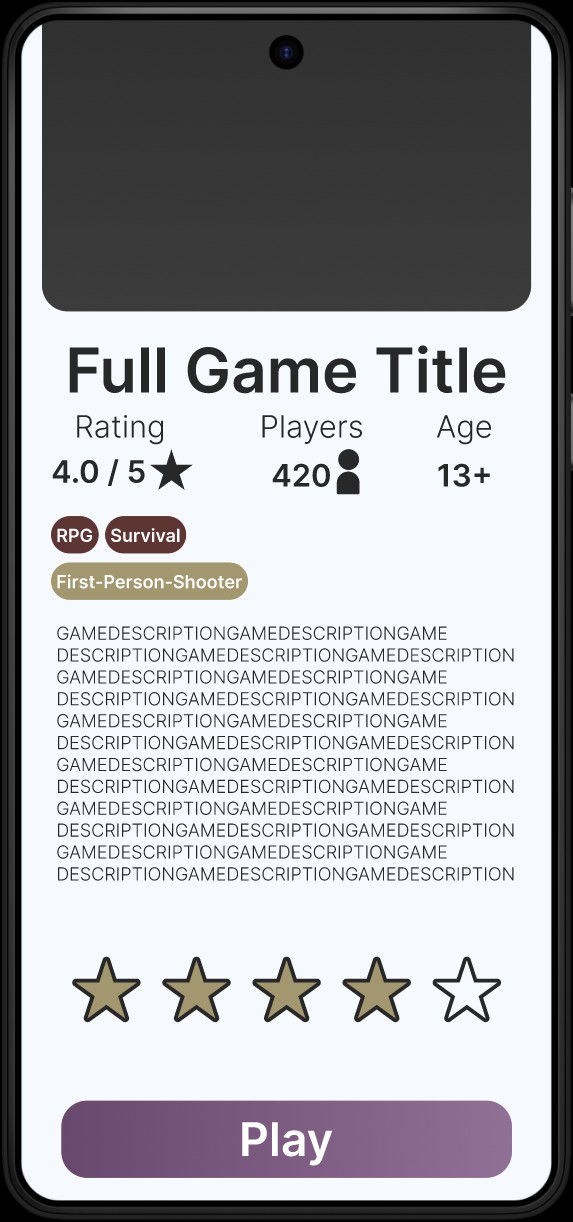 Full Game Title
Rating Players Age
4.0 / 5 420 13+
RPG Survival
First-Person-Shooter
GAMEDESCRIPTIONGAMEDESCRIPTIONGAME
DESCRIPTIONGAMEDESCRIPTIONGAMEDESCRIPTION
GAMEDESCRIPTIONGAMEDESCRIPTIONGAME
DESCRIPTIONGAMEDESCRIPTIONGAMEDESCRIPTION
GAMEDESCRIPTIONGAMEDESCRIPTIONGAME
DESCRIPTIONGAMEDESCRIPTIONGAMEDESCRIPTION
GAMEDESCRIPTIONGAMEDESCRIPTIONGAME
DESCRIPTIONGAMEDESCRIPTIONGAMEDESCRIPTION
GAMEDESCRIPTIONGAMEDESCRIPTIONGAME
DESCRIPTIONGAMEDESCRIPTIONGAMEDESCRIPTION
GAMEDESCRIPTIONGAMEDESCRIPTIONGAME
DESCRIPTIONGAMEDESCRIPTIONGAMEDESCRIPTION
Play